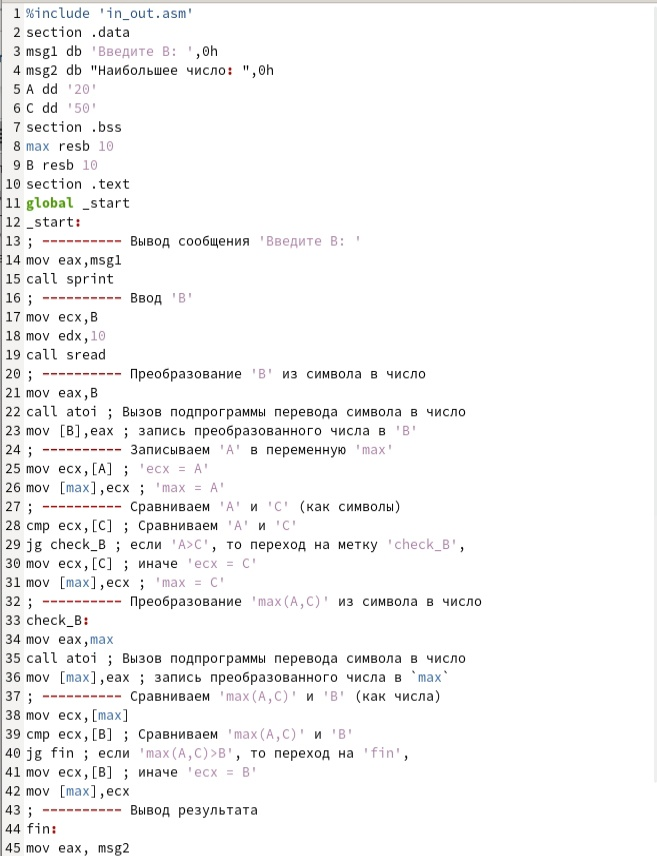 1 %include 'in_out.asm'
2 section .data
3 msg1 db 'Введите B: ',0h
4 msg2 db "Наибольшее число: ",0h
5 A dd '20'
6 C dd '50'
7 section .bss
8 max resb 10
9 B resb 10
10 section .text
11 global _start
12 _start:
13 ; ---------- Вывод сообщения 'Введите B: '
14 mov eax,msg1
15 call sprint
16 ; ---------- Ввод 'B'
17 mov ecx,B
18 mov edx,10
19 call sread
20 ; ---------- Преобразование 'B' из символа в число
21 mov eax,B
22 call atoi ; Вызов подпрограммы перевода символа в число
23 mov [B],eax ; запись преобразованного числа в 'B'
24 ; ---------- Записываем 'A' в переменную 'max'
25 mov ecx,[A] ; 'ecx = A'
26 mov [max],ecx ; 'max = A'
27 ; ---------- Сравниваем 'A' и 'С' (как символы)
28 cmp ecx,[C] ; Сравниваем 'A' и 'С'
29 jg check_B ; если 'A>C', то переход на метку 'check_B',
30 mov ecx,[C] ; иначе 'ecx = C'
31 mov [max],ecx ; 'max = C'
32 ; ---------- Преобразование 'max(A,C)' из символа в число
33 check_B:
34 mov eax,max
35 call atoi ; Вызов подпрограммы перевода символа в число
36 mov [max],eax ; запись преобразованного числа в `max`
37 ; ---------- Сравниваем 'max(A,C)' и 'B' (как числа)
38 mov ecx,[max]
39 cmp ecx,[B] ; Сравниваем 'max(A,C)' и 'B'
40 jg fin ; если 'max(A,C)>B', то переход на 'fin',
41 mov ecx,[B] ; иначе 'ecx = B'
42 mov [max],ecx
43 ; ---------- Вывод результата
44 fin:
45 mov eax, msg2